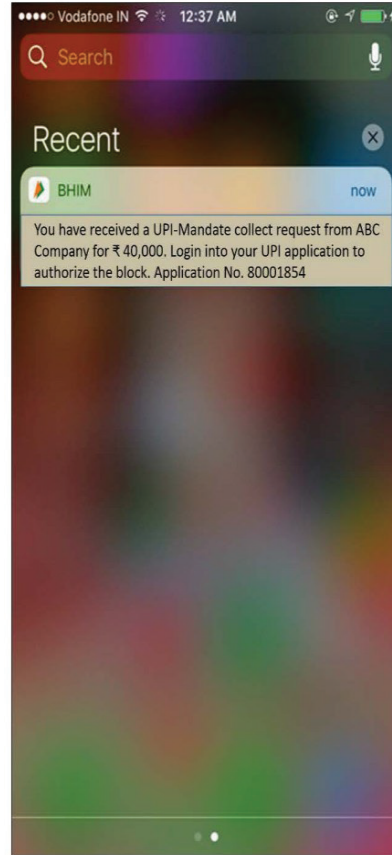 Vodafone IN 12:37 AM
Search
Recent
BHIM now
You have received a UPI-Mandate collect request from ABC
Company for ₹ 40,000. Login into your UPI application to
authorize the block. Application No. 80001854